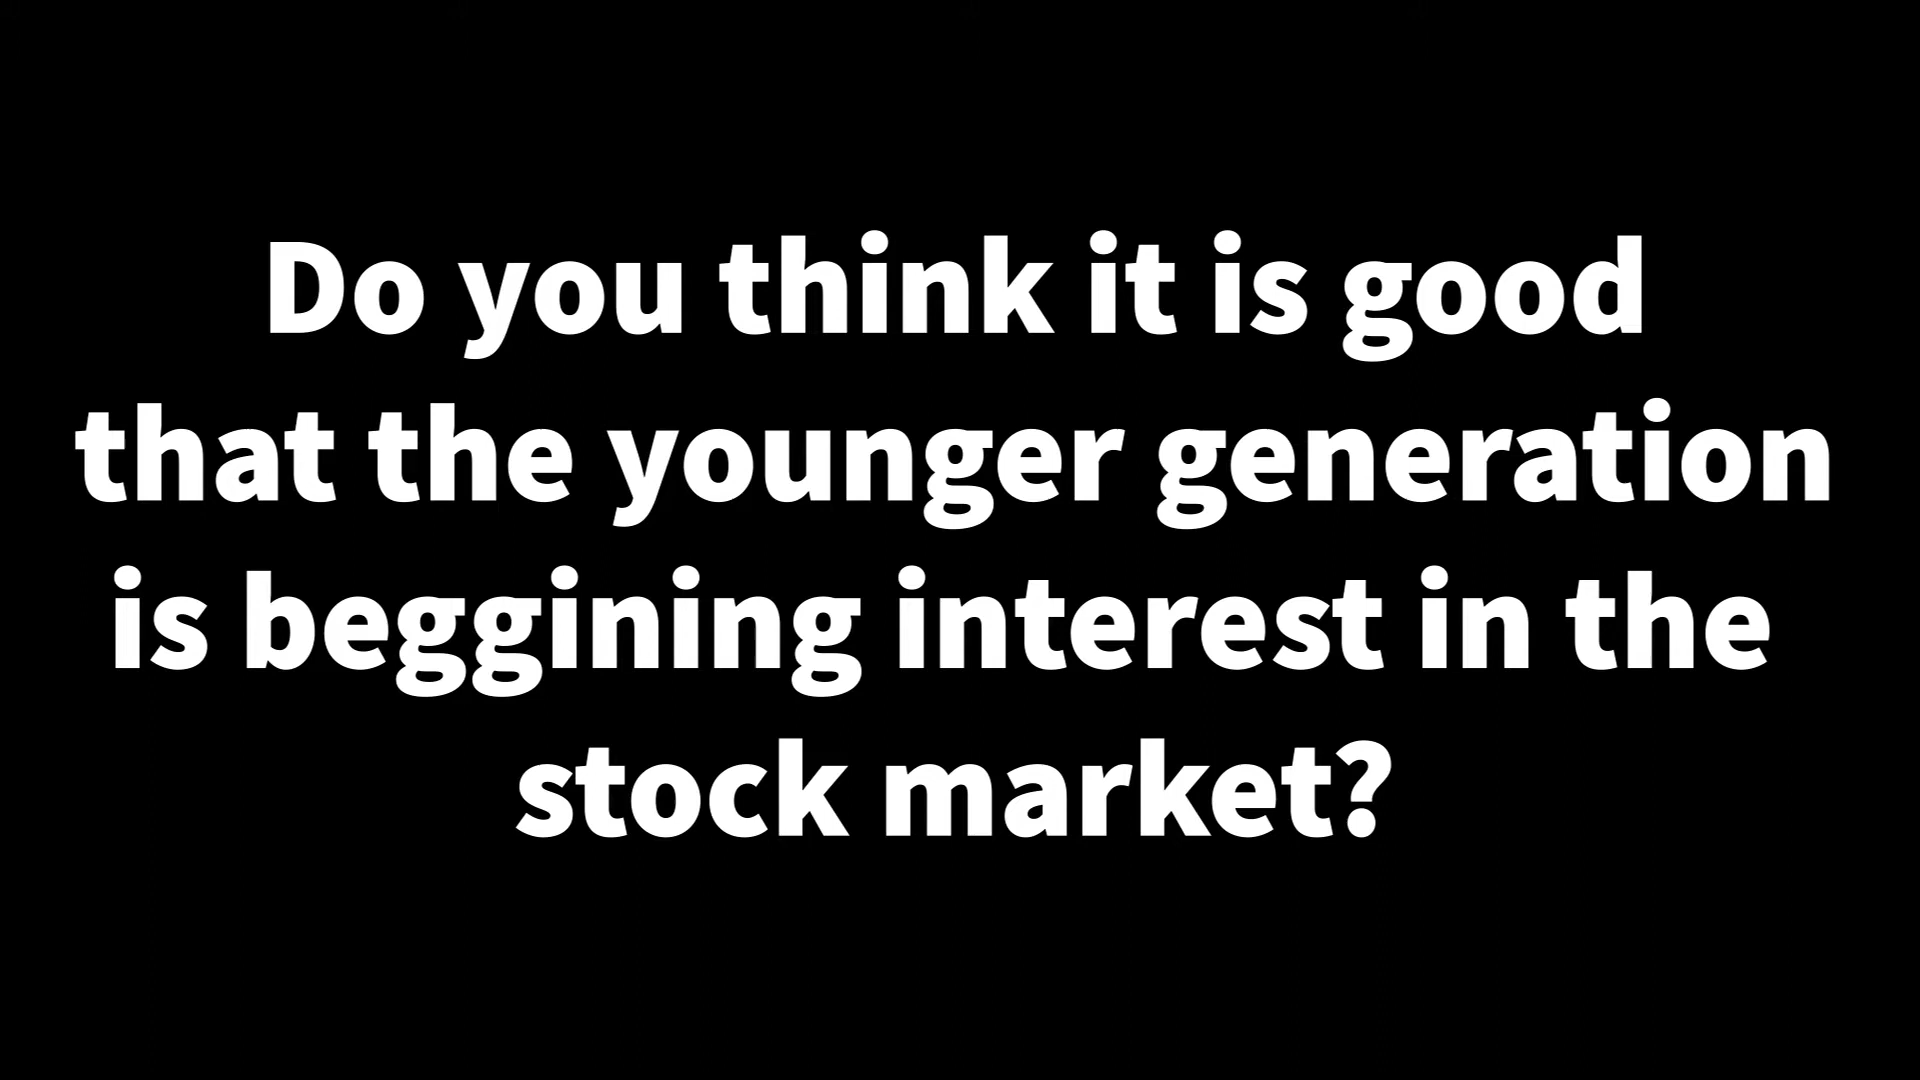 Do you think it is good
that the younger generation
is beggining interest in the
stock market?